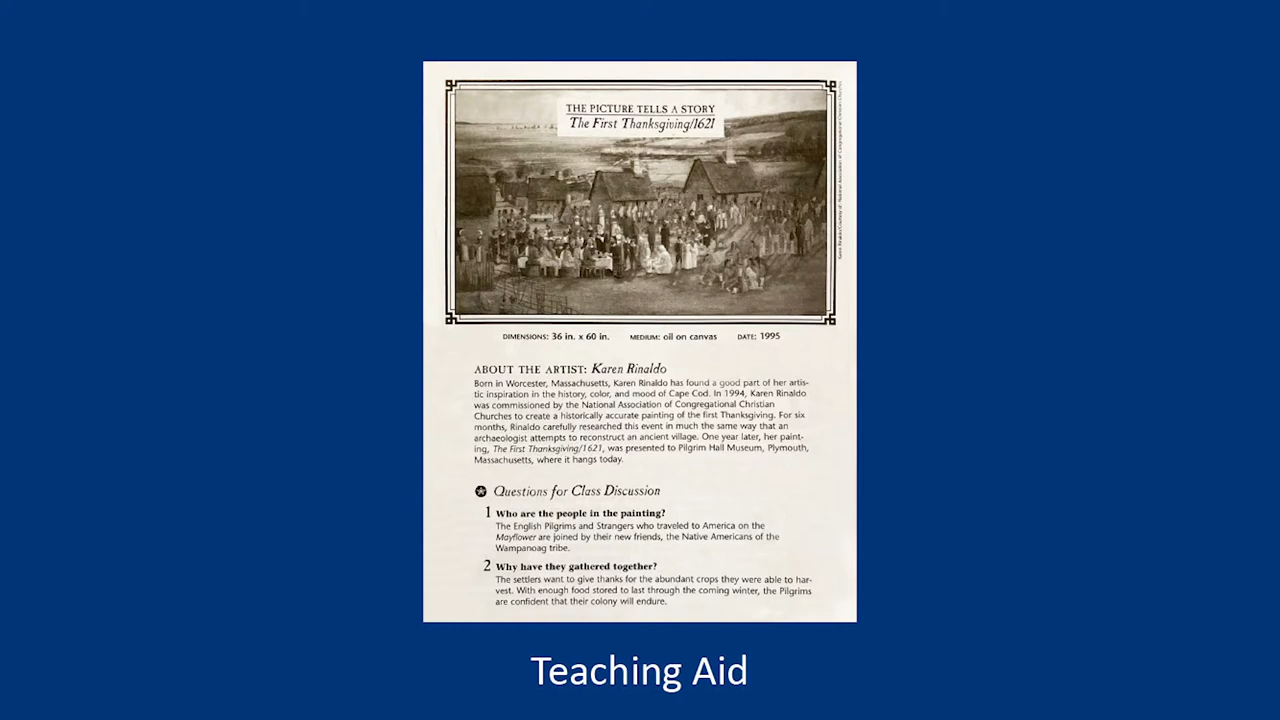 THE PICTURE TELLS A STORY
The First Thanksgiving/1621
DIMENSIONS: 36 in. x 60 in. MEDIUM: oil on canvas DATE: 1995
ABOUT THE ARTIST: Karen Rinaldo
Born in Worcester, Massachusetts, Karen Rinaldo has found a good part of her artis-
tic inspiration in the history, color, and mood of Cape Cod. In 1994, Karen Rinaldo
was commissioned by the National Association of Congregational Christian
Churches to create a historically accurate painting of the first Thanksgiving. For six
months, Rinaldo carefully researched this event in much the same way that an
archaeologist attempts to reconstruct an ancient village. One year later, her paint-
ing, The First Thanksgiving/1621, was presented to Pilgrim Hall Museum, Plymouth,
Massachusetts, where it hangs today.
Questions for Class Discussion
1 Who are the people in the painting?
The English Pilgrims and Strangers who traveled to America on the
Mayflower are joined by their new friends, the Native Americans of the
Wampanoag tribe.
2 Why have they gathered together?
The settlers want to give thanks for the abundant crops they were able to har-
vest. With enough food stored to last through the coming winter, the Pilgrims
are confident that their colony will endure.
Teaching Aid